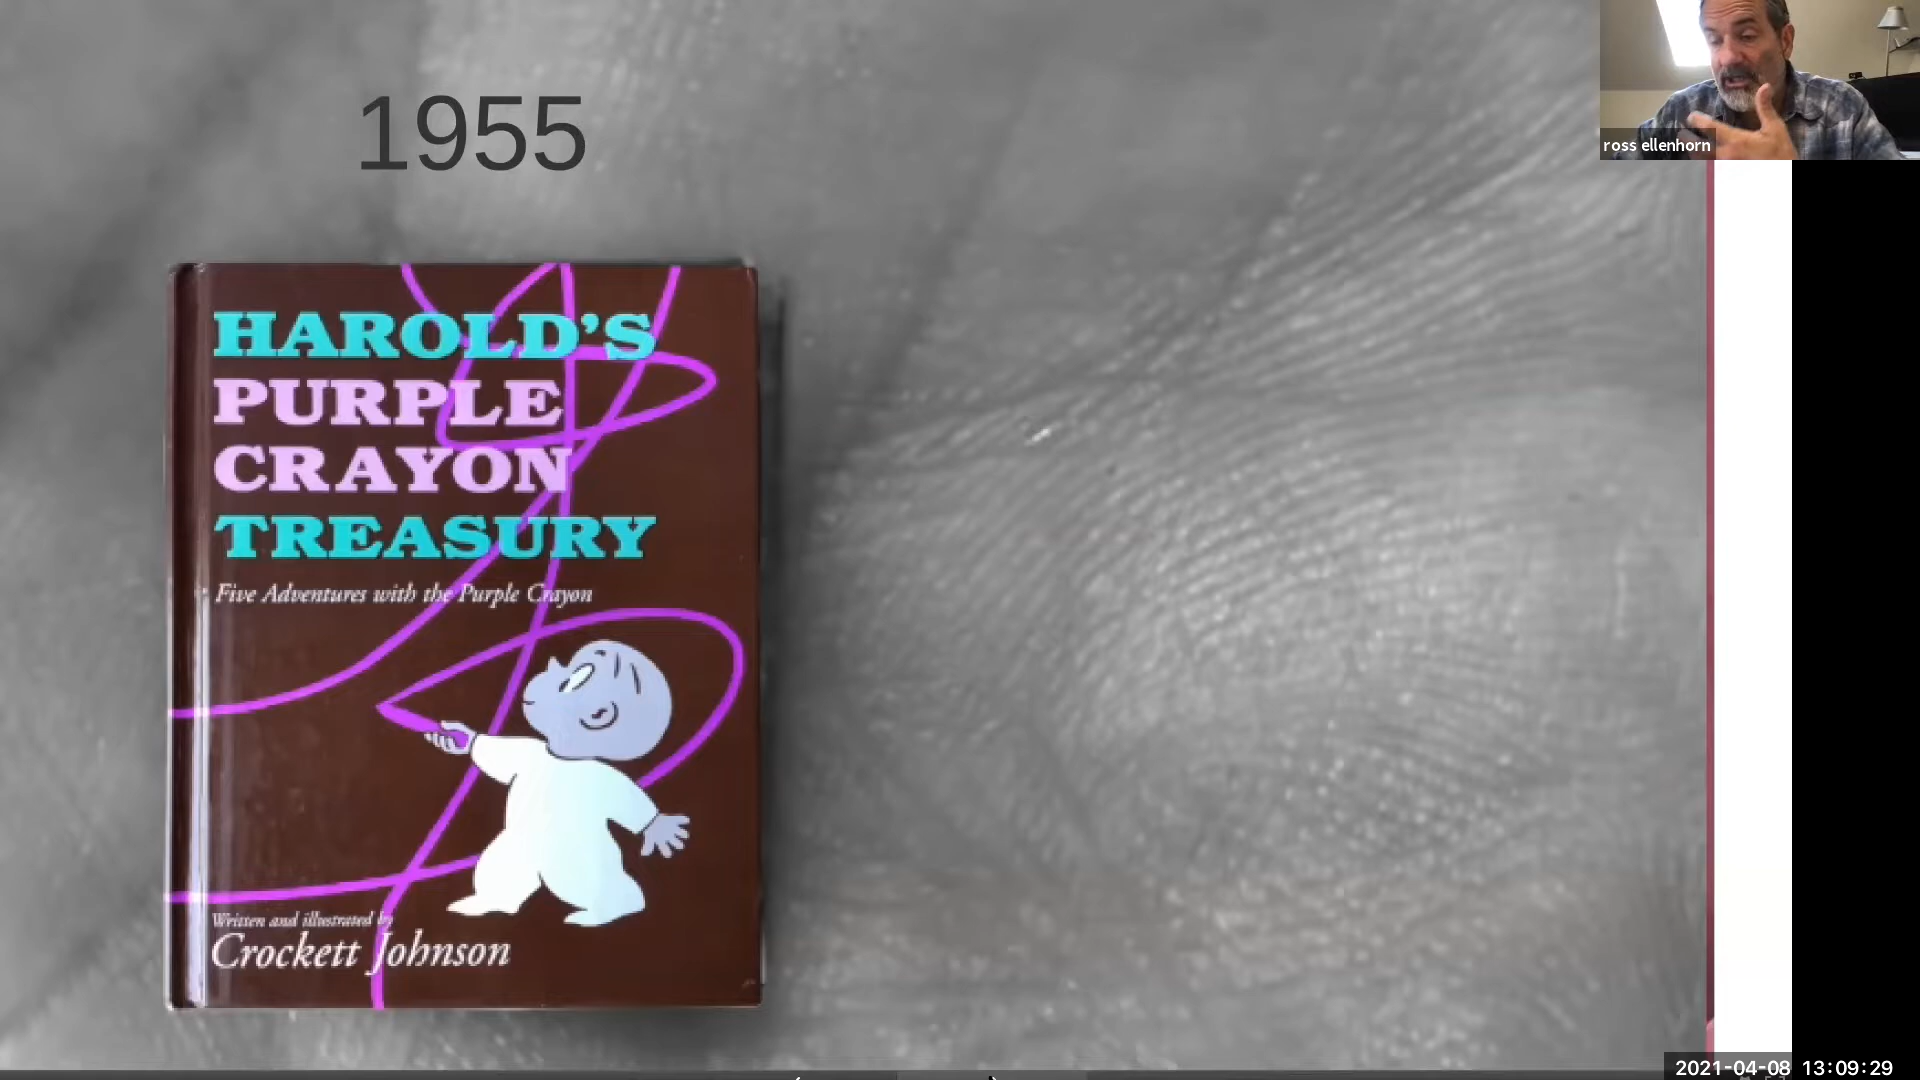 1955
ross ellenhorn
HAROLD'S
PURPLE
CRAYON
TREASURY
Five Adventures with the Purple Crayon
Written and illustrated by
Crockett Johnson
2021-04-08 13:09:29